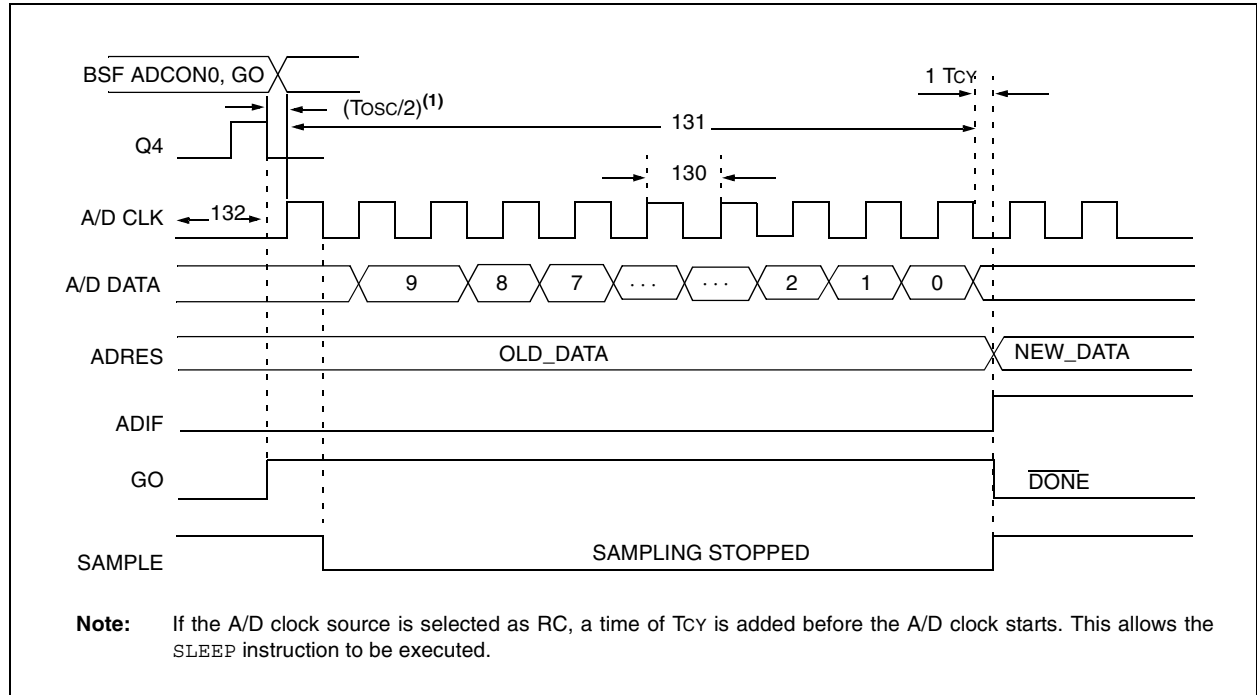 BSF ADCON0, GO
1 TCY
(TOSC/2)(1)
131
Q4
130
A/D CLK
132
A/D DATA
9 8 7 . . . . . . 2 1 0
ADRES
OLD_DATA
NEW_DATA
ADIF
GO
DONE
SAMPLE
SAMPLING STOPPED
Note: If the A/D clock source is selected as RC, a time of TCY is added before the A/D clock starts. This allows the
SLEEP instruction to be executed.